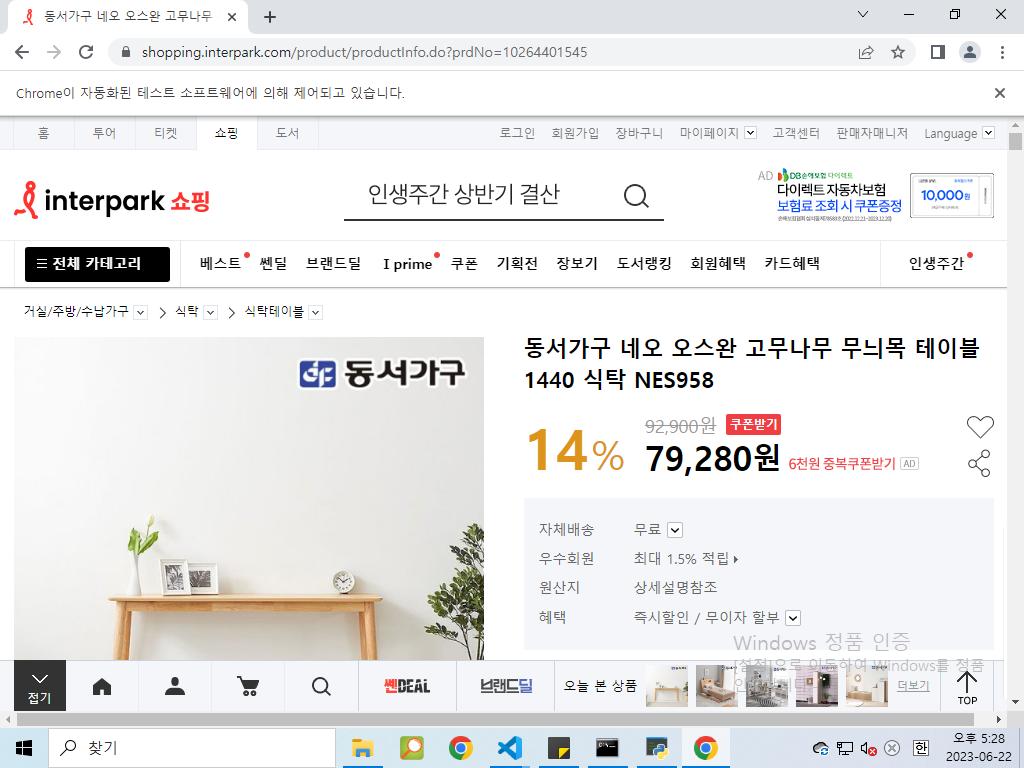 동서가구 네오 오스완 고무나무
shopping.interpark.com/product/productInfo.do?prdNo=10264401545
Chrome이 자동화된 테스트 소프트웨어에 의해 제어되고 있습니다.
홈 투어 티켓 쇼핑 도서 로그인 회원가입 장바구니 마이페이지 고객센터 판매자매니저 Language
interpark 쇼핑
인생주간 상반기 결산
AD DB손해보험 다이렉트
다이렉트 자동차보험
보험료 조회 시 쿠폰증정
10,000원
전체 카테고리 베스트 쎈딜 브랜드딜 I prime 쿠폰 기획전 장보기 도서랭킹 회원혜택 카드혜택 인생주간
거실/주방/수납가구 식탁 식탁테이블
동서가구
동서가구 네오 오스완 고무나무 무늬목 테이블
1440 식탁 NES958
14%
92,900원 쿠폰받기
79,280원 6천원 중복쿠폰받기 AD
자체배송 무료
우수회원 최대 1.5% 적립
원산지 상세설명참조
혜택 즉시할인 / 무이자 할부
Windows 정품 인증
[설정]으로 이동하여 Windows를 정품
접기
쎈DEAL
브랜드딜
오늘 본 상품
더보기
TOP
찾기
한
오후 5:28
2023-06-22